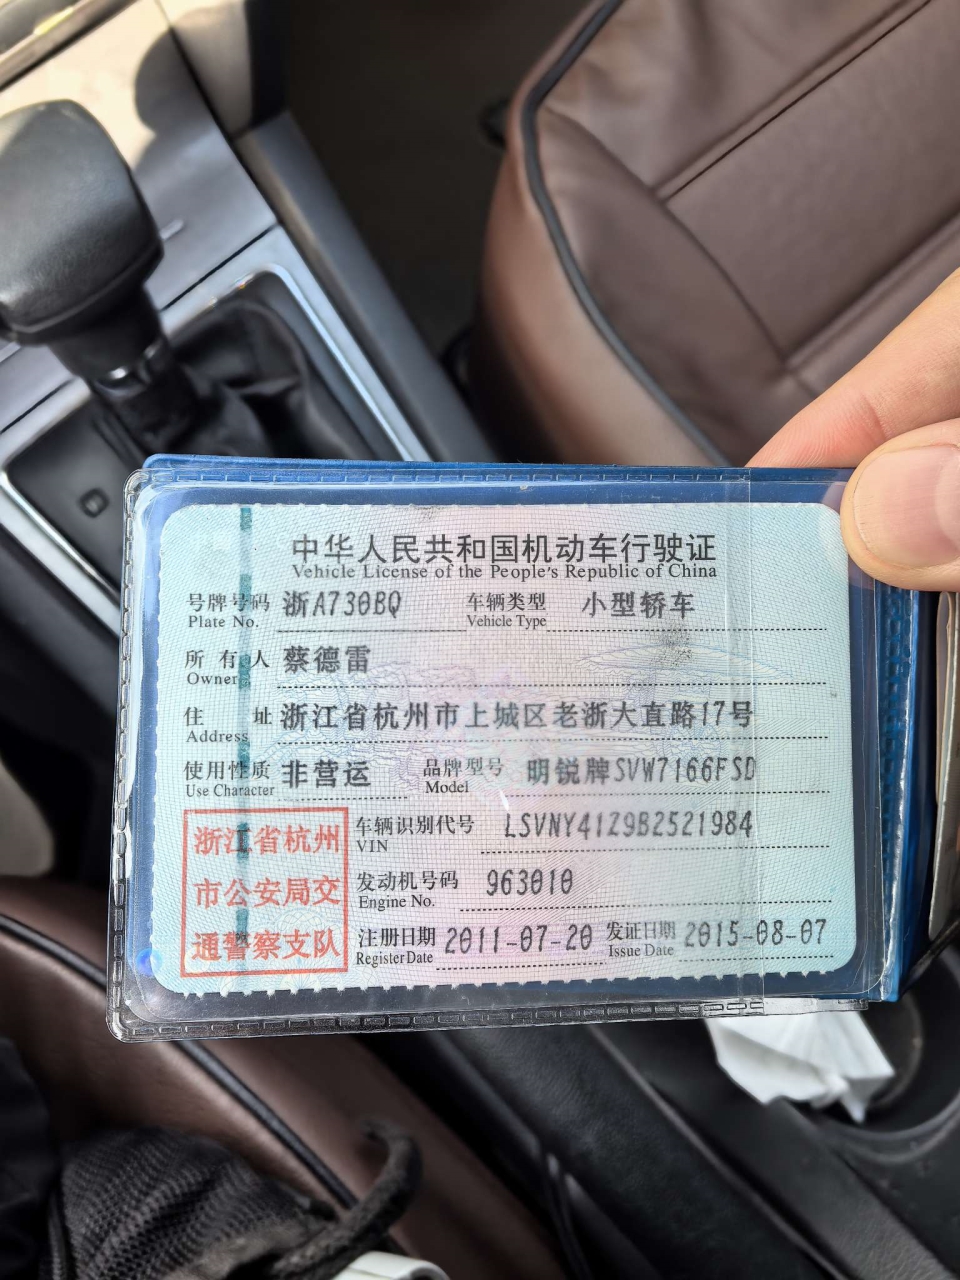 中华人民共和国机动车行驶证
Vehicle License of the People's Republic of China
号牌号码 浙A730BQ 车辆类型 小型轿车
Plate No. Vehicle Type
所有人 蔡德雷
Owner
住址 浙江省杭州市上城区老浙大直路17号
Address
使用性质 非营运 品牌型号 明锐牌SVW7166FSD
Use Character Model
浙江省杭州
市公安局交
通警察支队
车辆识别代号 LSVNY41Z9B2521984
VIN
发动机号码 963010
Engine No.
注册日期 2011-07-20 发证日期 2015-08-07
Register Date Issue Date